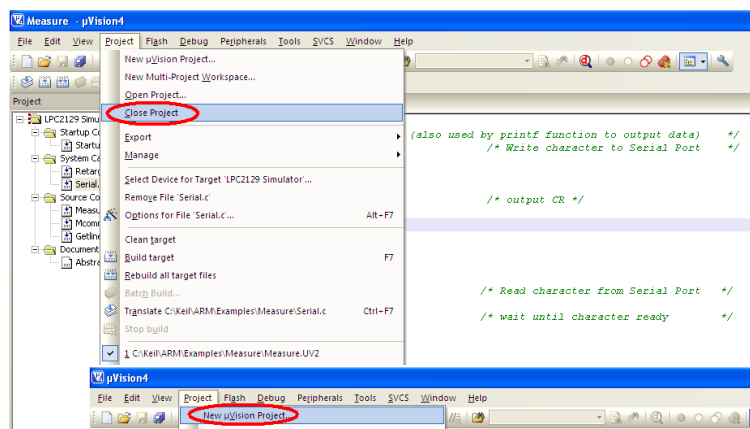 Measure - µVision4
File Edit View Project Flash Debug Peripherals Tools SVCS Window Help
New µVision Project...
New Multi-Project Workspace...
Open Project...
Close Project
Export
Manage
Select Device for Target 'LPC2129 Simulator'...
Remove File 'Serial.c'
Options for File 'Serial.c'... Alt+F7
Clean target
Build target F7
Rebuild all target files
Batch Build...
Translate C:\Keil\ARM\Examples\Measure\Serial.c Ctrl+F7
Stop build
1 C:\Keil\ARM\Examples\Measure\Measure.UV2
Project
LPC2129 Simu
Startup Co
Startu
System Ca
Retar
Serial.
Source Co
Measu
Mcomm
Getline
Document
Abstra
(also used by printf function to output data) */
/* Write character to Serial Port */
/* output CR */
/* Read character from Serial Port */
/* wait until character ready */
µVision4
File Edit View Project Flash Debug Peripherals Tools SVCS Window Help
New µVision Project...